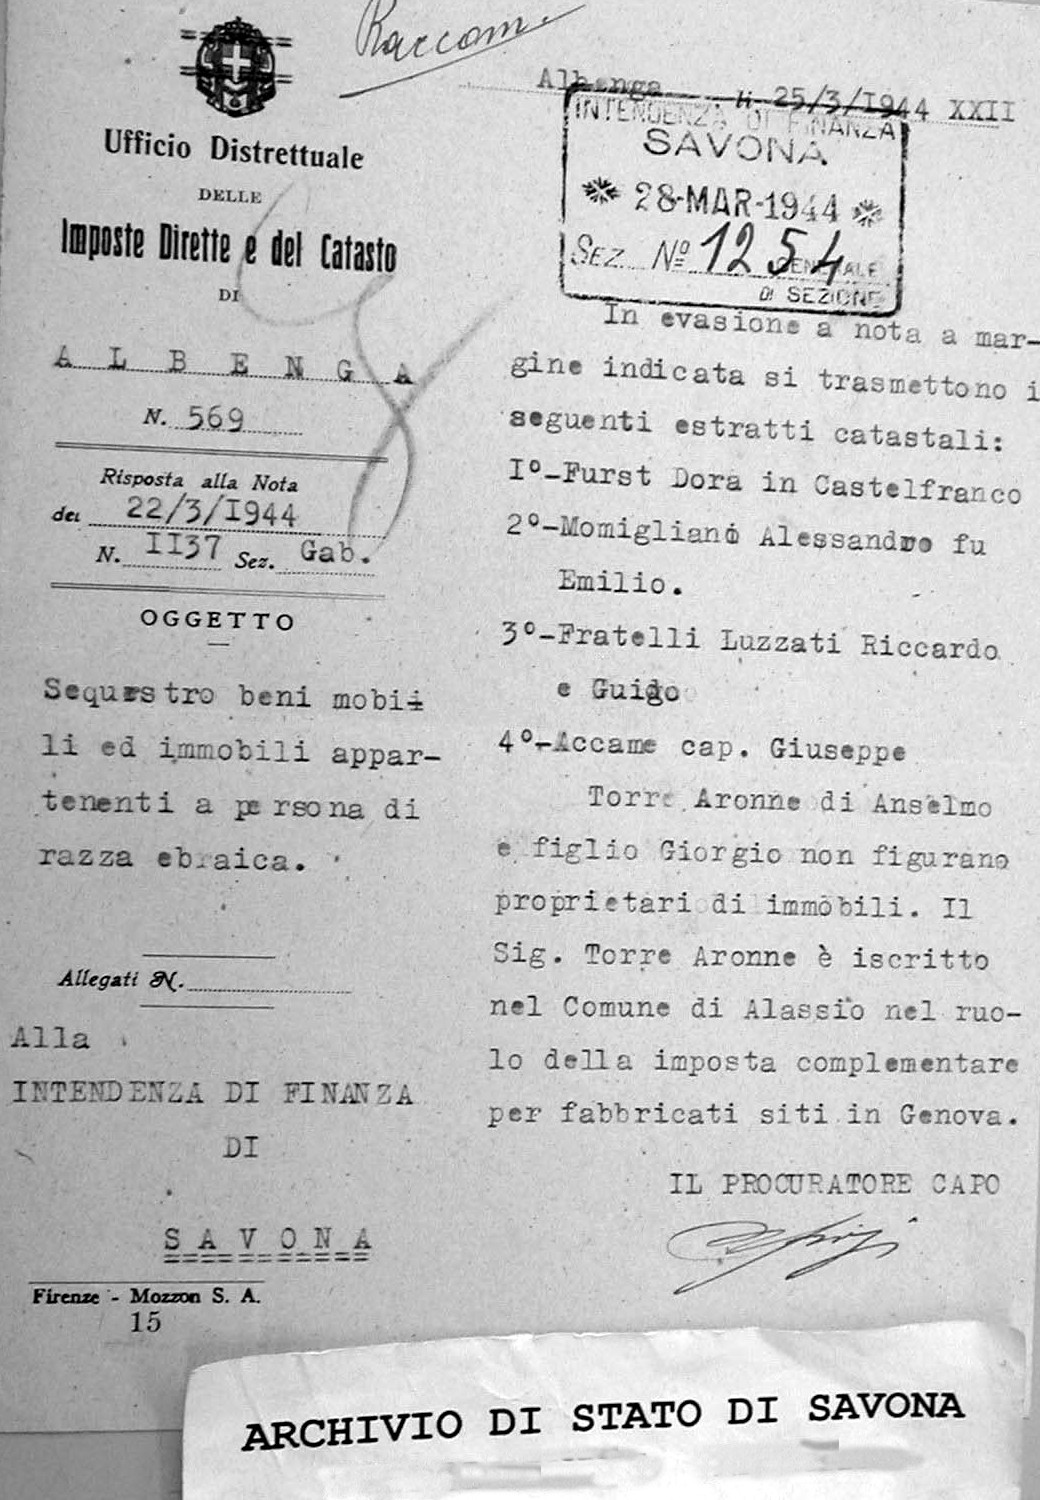 Raccom.
Ufficio Distrettuale
DELLE
Imposte Dirette e del Catasto
DI
ALBENGA
N. 569
Risposta alla Nota
del 22/3/I944
N. II37 Sez. Gab.
OGGETTO
Sequestro beni mobii
li ed immobili appar-
tenenti a persona di
razza ebraica.
Allegati N.
Alla
INTENDENZA DI FINANZA
DI
SAVONA
Firenze - Mozzon S. A.
15
Albenga li 25/3/I944 XXII
INTENDENZA DI FINANZA
SAVONA
28-MAR-1944
SEZ. Nº 1254
GENERALE
DI SEZIONE
In evasione a nota a mar-
gine indicata si trasmettono i
seguenti estratti catastali:
I°-Furst Dora in Castelfranco
2°-Momigliano Alessandro fu
Emilio.
3°-Fratelli Luzzati Riccardo
e Guido
4°-Accame cap. Giuseppe
Torre Aronne di Anselmo
e figlio Giorgio non figurano
proprietari di immobili. Il
Sig. Torre Aronne è iscritto
nel Comune di Alassio nel ruo-
lo della imposta complementare
per fabbricati siti in Genova.
IL PROCURATORE CAPO
ARCHIVIO DI STATO DI SAVONA